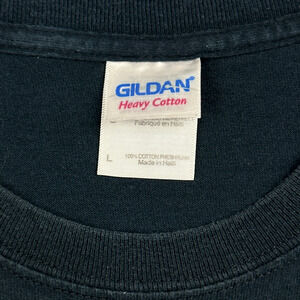 GILDAN
Heavy Cotton
Fabriqué en Haïti
L 100% COTTON
Made in Haiti